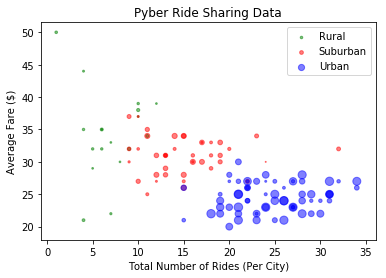 Pyber Ride Sharing Data
Rural
Suburban
Urban
Average Fare ($)
50
45
40
35
30
25
20
0 5 10 15 20 25 30 35
Total Number of Rides (Per City)